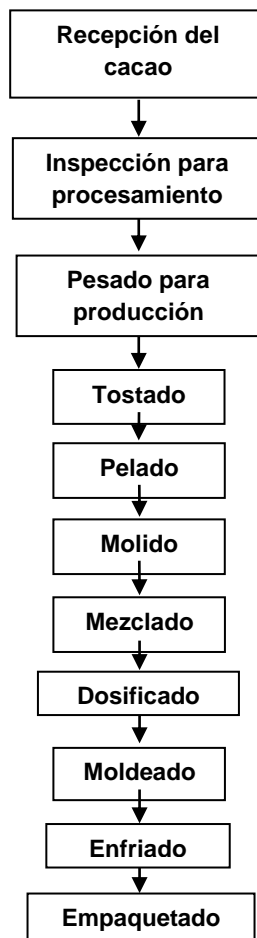 Recepción del
cacao
Inspección para
procesamiento
Pesado para
producción
Tostado
Pelado
Molido
Mezclado
Dosificado
Moldeado
Enfriado
Empaquetado